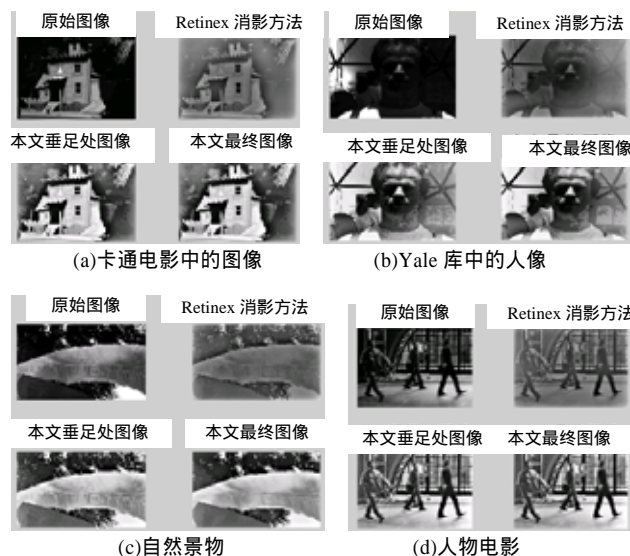 原始图像 Retinex 消影方法
本文垂足处图像 本文最终图像
(a)卡通电影中的图像
原始图像 Retinex 消影方法
本文垂足处图像 本文最终图像
(b)Yale 库中的人像
原始图像 Retinex 消影方法
本文垂足处图像 本文最终图像
(c)自然景物
原始图像 Retinex 消影方法
本文垂足处图像 本文最终图像
(d)人物电影